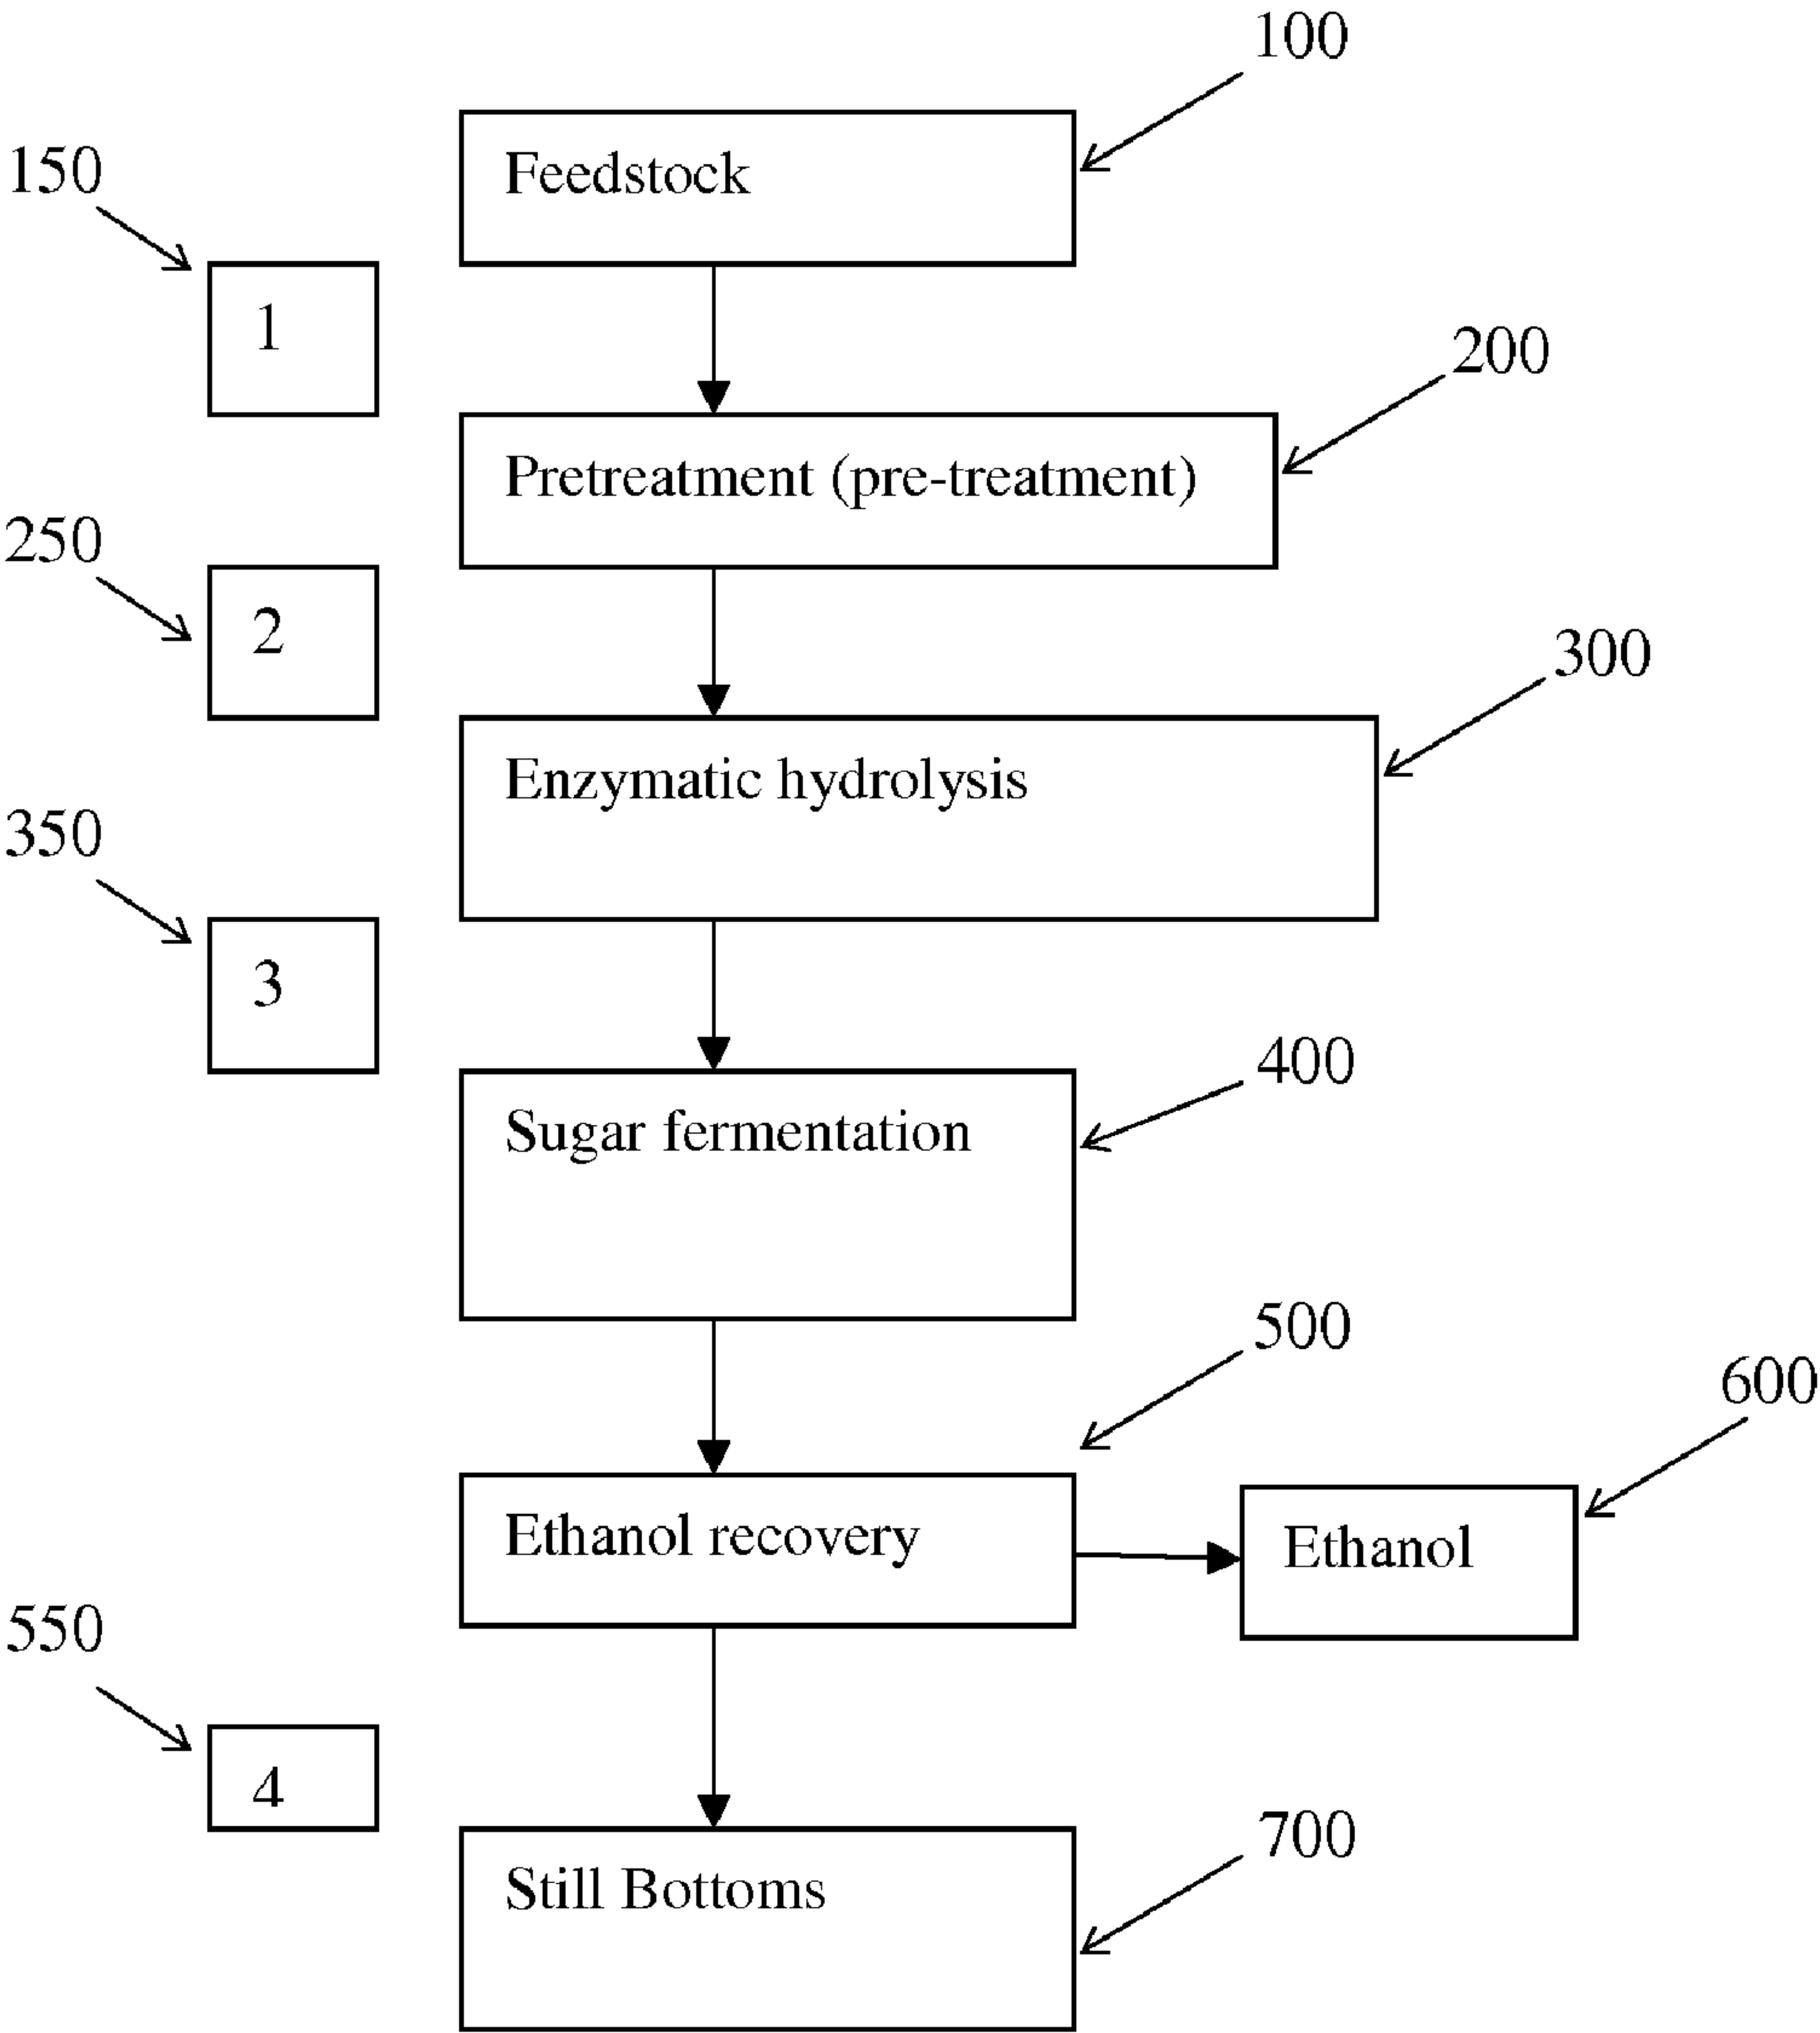 100
Feedstock
150
1
200
Pretreatment (pre-treatment)
250
2
300
Enzymatic hydrolysis
350
3
400
Sugar fermentation
500
600
Ethanol recovery
Ethanol
550
4
700
Still Bottoms